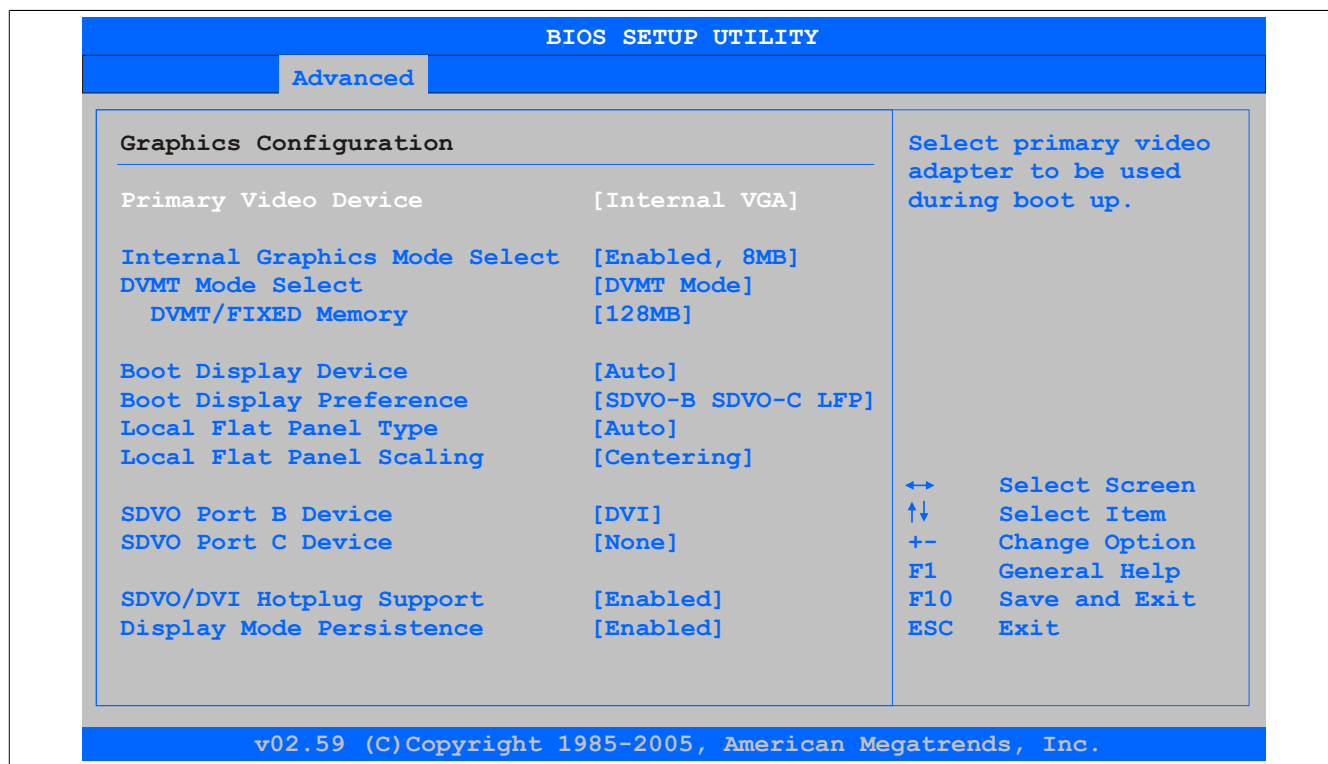 BIOS SETUP UTILITY
Advanced
Graphics Configuration
Primary Video Device [Internal VGA]
Internal Graphics Mode Select [Enabled, 8MB]
DVMT Mode Select [DVMT Mode]
DVMT/FIXED Memory [128MB]
Boot Display Device [Auto]
Boot Display Preference [SDVO-B SDVO-C LFP]
Local Flat Panel Type [Auto]
Local Flat Panel Scaling [Centering]
SDVO Port B Device [DVI]
SDVO Port C Device [None]
SDVO/DVI Hotplug Support [Enabled]
Display Mode Persistence [Enabled]
Select primary video
adapter to be used
during boot up.
↔ Select Screen
↑↓ Select Item
+- Change Option
F1 General Help
F10 Save and Exit
ESC Exit
v02.59 (C)Copyright 1985-2005, American Megatrends, Inc.